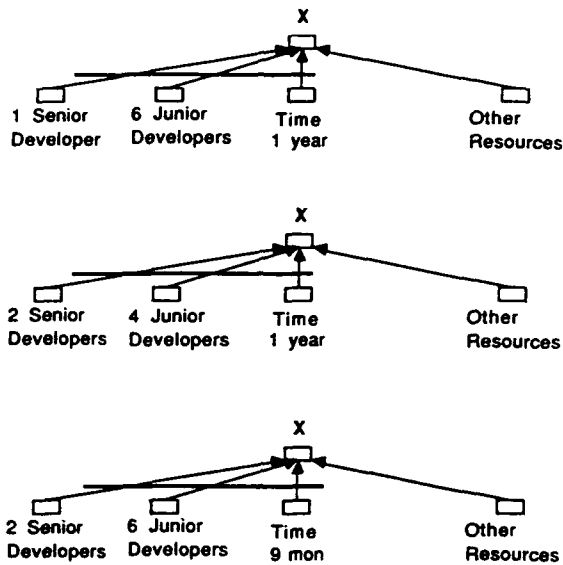 X
1 Senior 6 Junior Time Other
Developer Developers 1 year Resources
X
2 Senior 4 Junior Time Other
Developers Developers 1 year Resources
X
2 Senior 6 Junior Time Other
Developers Developers 9 mon Resources